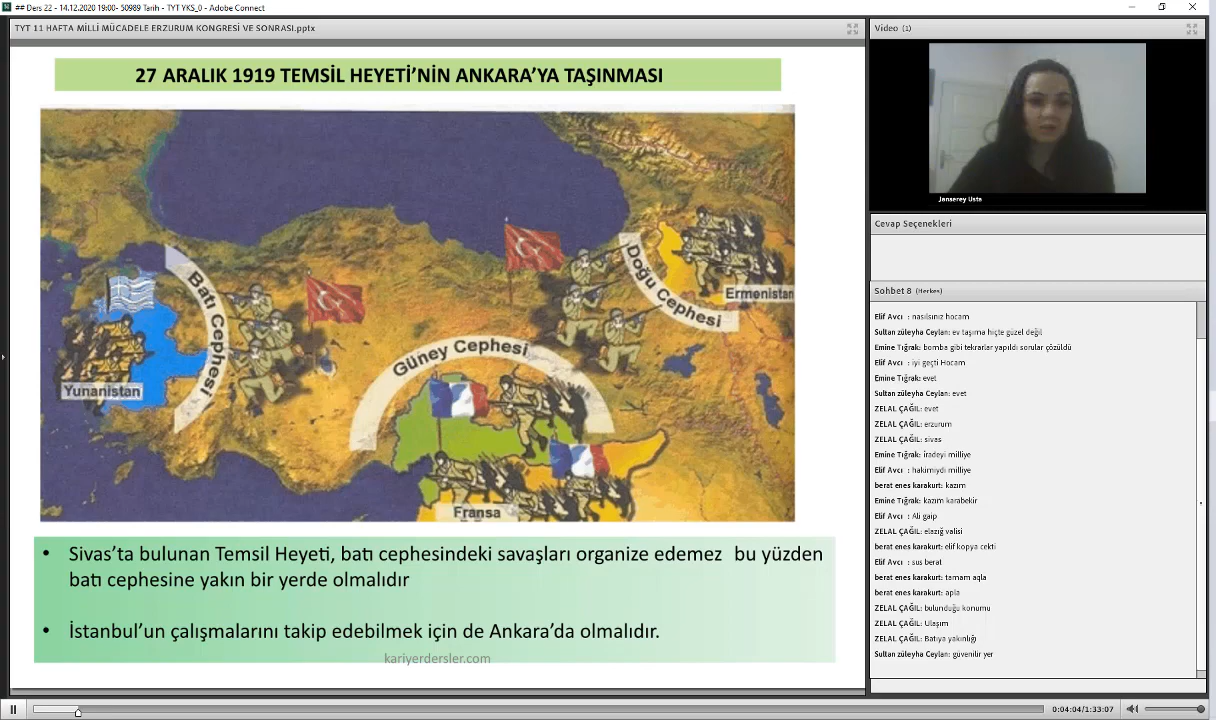 ## Ders 22 - 14.12.2020 19:00- 50989 Tarih - TYT YKS_0 - Adobe Connect
TYT 11 HAFTA MİLLİ MÜCADELE ERZURUM KONGRESİ VE SONRASI.pptx
27 ARALIK 1919 TEMSİL HEYETİ’NİN ANKARA’YA TAŞINMASI
Batı Cephesi
Doğu Cephesi
Ermenistan
Güney Cephesi
Yunanistan
Fransa
• Sivas’ta bulunan Temsil Heyeti, batı cephesindeki savaşları organize edemez bu yüzden
batı cephesine yakın bir yerde olmalıdır
• İstanbul’un çalışmalarını takip edebilmek için de Ankara’da olmalıdır.
kariyerdersler.com
Video (1)
Janserey Usta
Cevap Seçenekleri
Sohbet 8 (Herkes)
Elif Avcı : nasılsınız hocam
Sultan züleyha Ceylan: ev taşıma hiçte güzel değil
Emine Tığrak: bomba gibi tekrarlar yapıldı sorular çözüldü
Elif Avcı : iyi geçti Hocam
Emine Tığrak: evet
Sultan züleyha Ceylan: evet
ZELAL ÇAĞIL: evet
ZELAL ÇAĞIL: erzurum
ZELAL ÇAĞIL: sivas
Emine Tığrak: iradeyi milliye
Elif Avcı : hakimiydi milliye
berat enes karakurt: kazım
Emine Tığrak: kazım karabekir
Elif Avcı : Ali gaip
ZELAL ÇAĞIL: elazığ valisi
berat enes karakurt: elif kopya cekti
Elif Avcı : sus berat
berat enes karakurt: tamam aqla
berat enes karakurt: apla
ZELAL ÇAĞIL: bulunduğu konumu
ZELAL ÇAĞIL: Ulaşım
ZELAL ÇAĞIL: Batıya yakınlığı
Sultan züleyha Ceylan: güvenilir yer
0:04:04/1:33:07